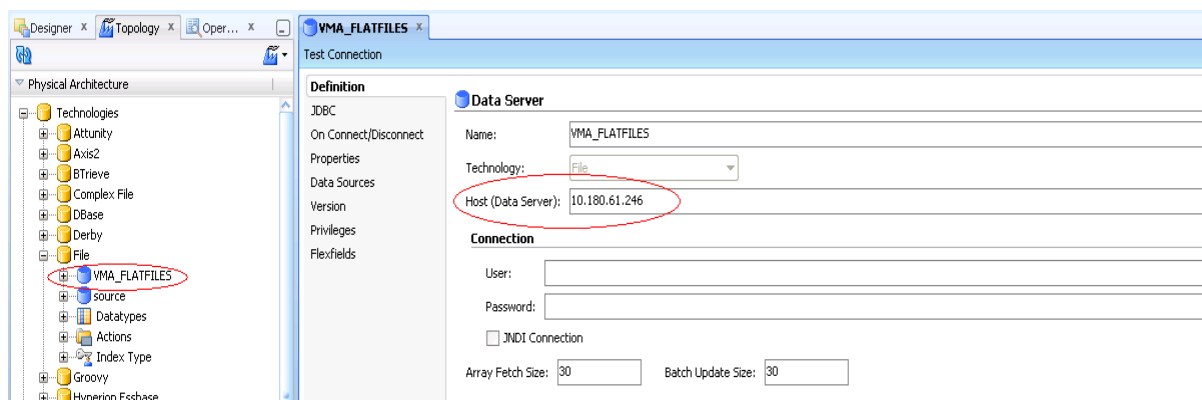 Designer x Topology x Oper... x
Physical Architecture
Technologies
Attunity
Axis2
BTrieve
Complex File
DBase
Derby
File
VMA_FLATFILES
source
Datatypes
Actions
Index Type
Groovy
Hyperion Essbase
VMA_FLATFILES x
Test Connection
Definition
JDBC
On Connect/Disconnect
Properties
Data Sources
Version
Privileges
Flexfields
Data Server
Name: VMA_FLATFILES
Technology: File
Host (Data Server): 10.180.61.246
Connection
User:
Password:
JNDI Connection
Array Fetch Size: 30 Batch Update Size: 30